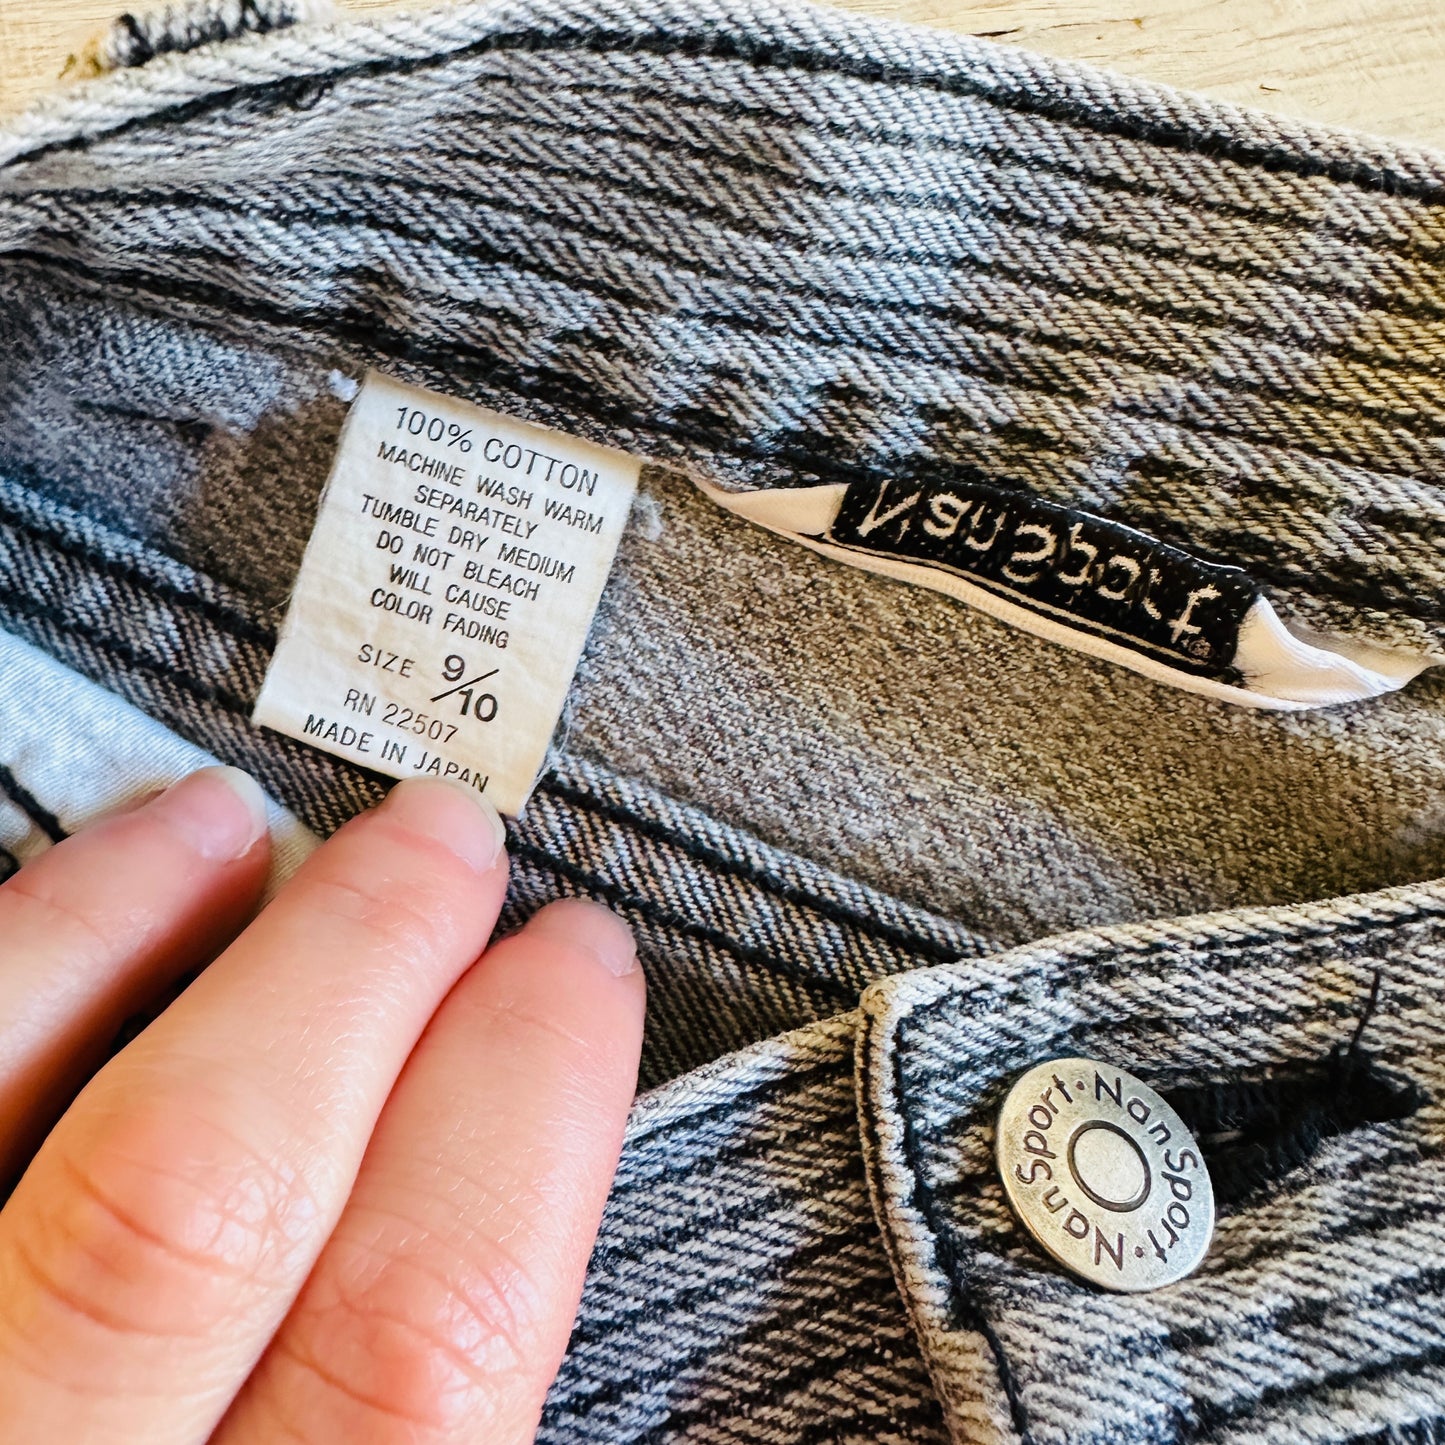 100% COTTON
MACHINE WASH WARM
SEPARATELY
TUMBLE DRY MEDIUM
DO NOT BLEACH
WILL CAUSE
COLOR FADING
SIZE 9/10
RN 22507
MADE IN JAPAN
NanSport
NanSport · NanSport ·